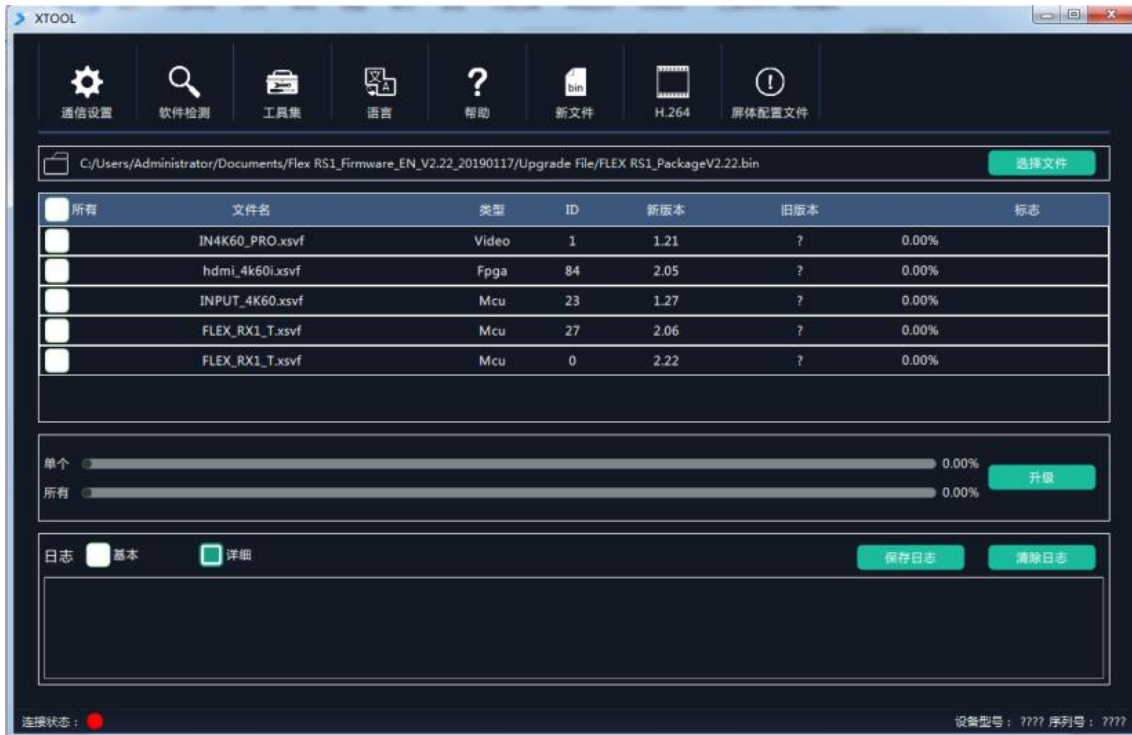 XTOOL
通信设置 软件检测 工具集 语言 帮助 bin 新文件 H.264 屏体配置文件
C:/Users/Administrator/Documents/Flex RS1_Firmware_EN_V2.22_20190117/Upgrade File/FLEX RS1_PackageV2.22.bin 选择文件
所有 文件名 类型 ID 新版本 旧版本 标志
IN4K60_PRO.xsvf Video 1 1.21 ? 0.00%
hdmi_4k60i.xsvf Fpga 84 2.05 ? 0.00%
INPUT_4K60.xsvf Mcu 23 1.27 ? 0.00%
FLEX_RX1_T.xsvf Mcu 27 2.06 ? 0.00%
FLEX_RX1_T.xsvf Mcu 0 2.22 ? 0.00%
单个 0.00%
升级
所有 0.00%
日志 基本 详细 保存日志 清除日志
连接状态： 设备型号： ???? 序列号： ????